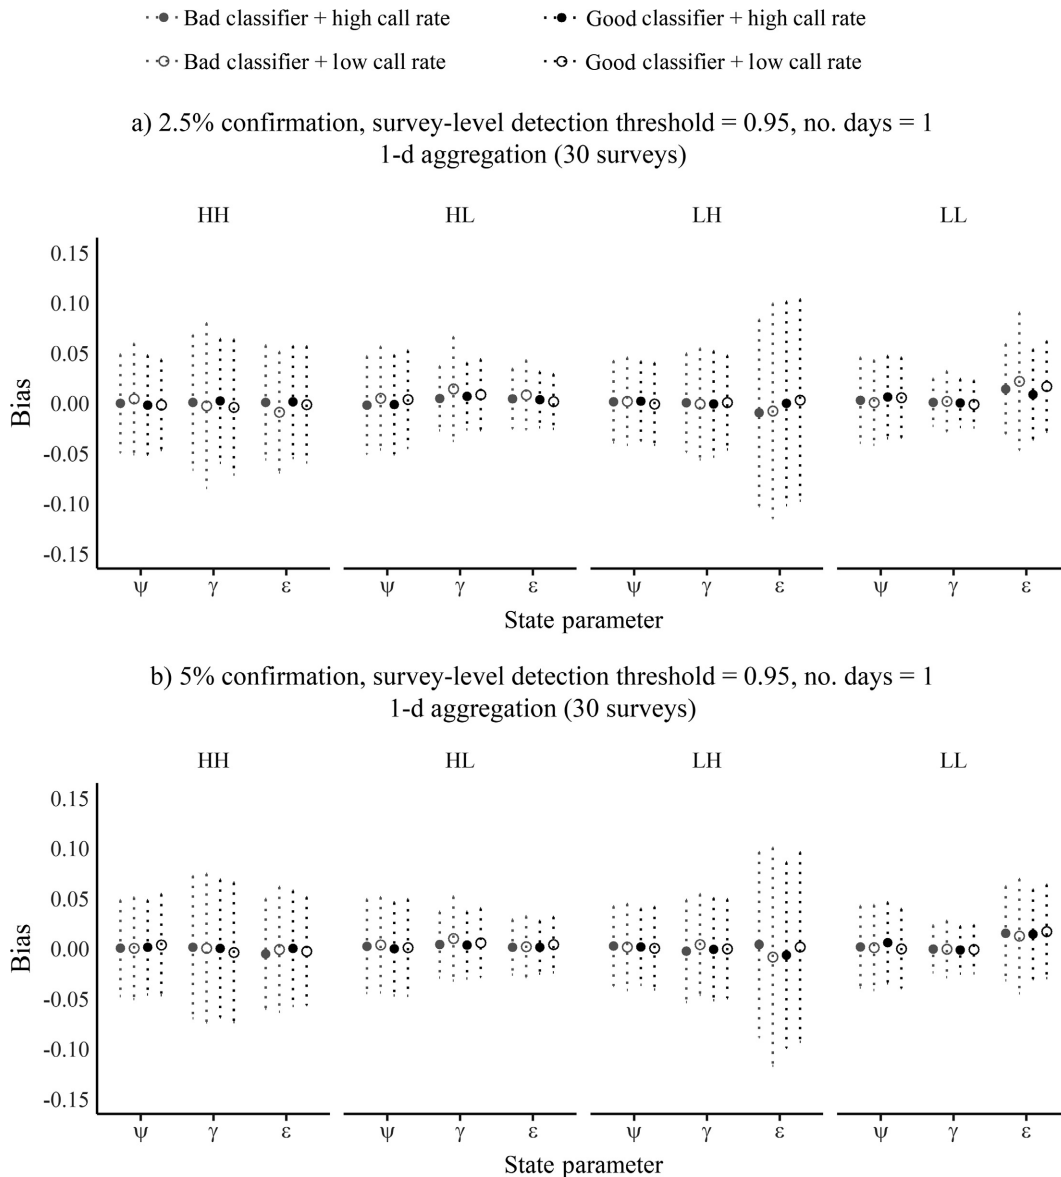 Bad classifier + high call rate
Good classifier + high call rate
Bad classifier + low call rate
Good classifier + low call rate
a) 2.5% confirmation, survey-level detection threshold = 0.95, no. days = 1
1-d aggregation (30 surveys)
HH
HL
LH
LL
Bias
0.15
0.10
0.05
0.00
-0.05
-0.10
-0.15
ψ γ ε
ψ γ ε
ψ γ ε
ψ γ ε
State parameter
b) 5% confirmation, survey-level detection threshold = 0.95, no. days = 1
1-d aggregation (30 surveys)
HH
HL
LH
LL
Bias
0.15
0.10
0.05
0.00
-0.05
-0.10
-0.15
ψ γ ε
ψ γ ε
ψ γ ε
ψ γ ε
State parameter